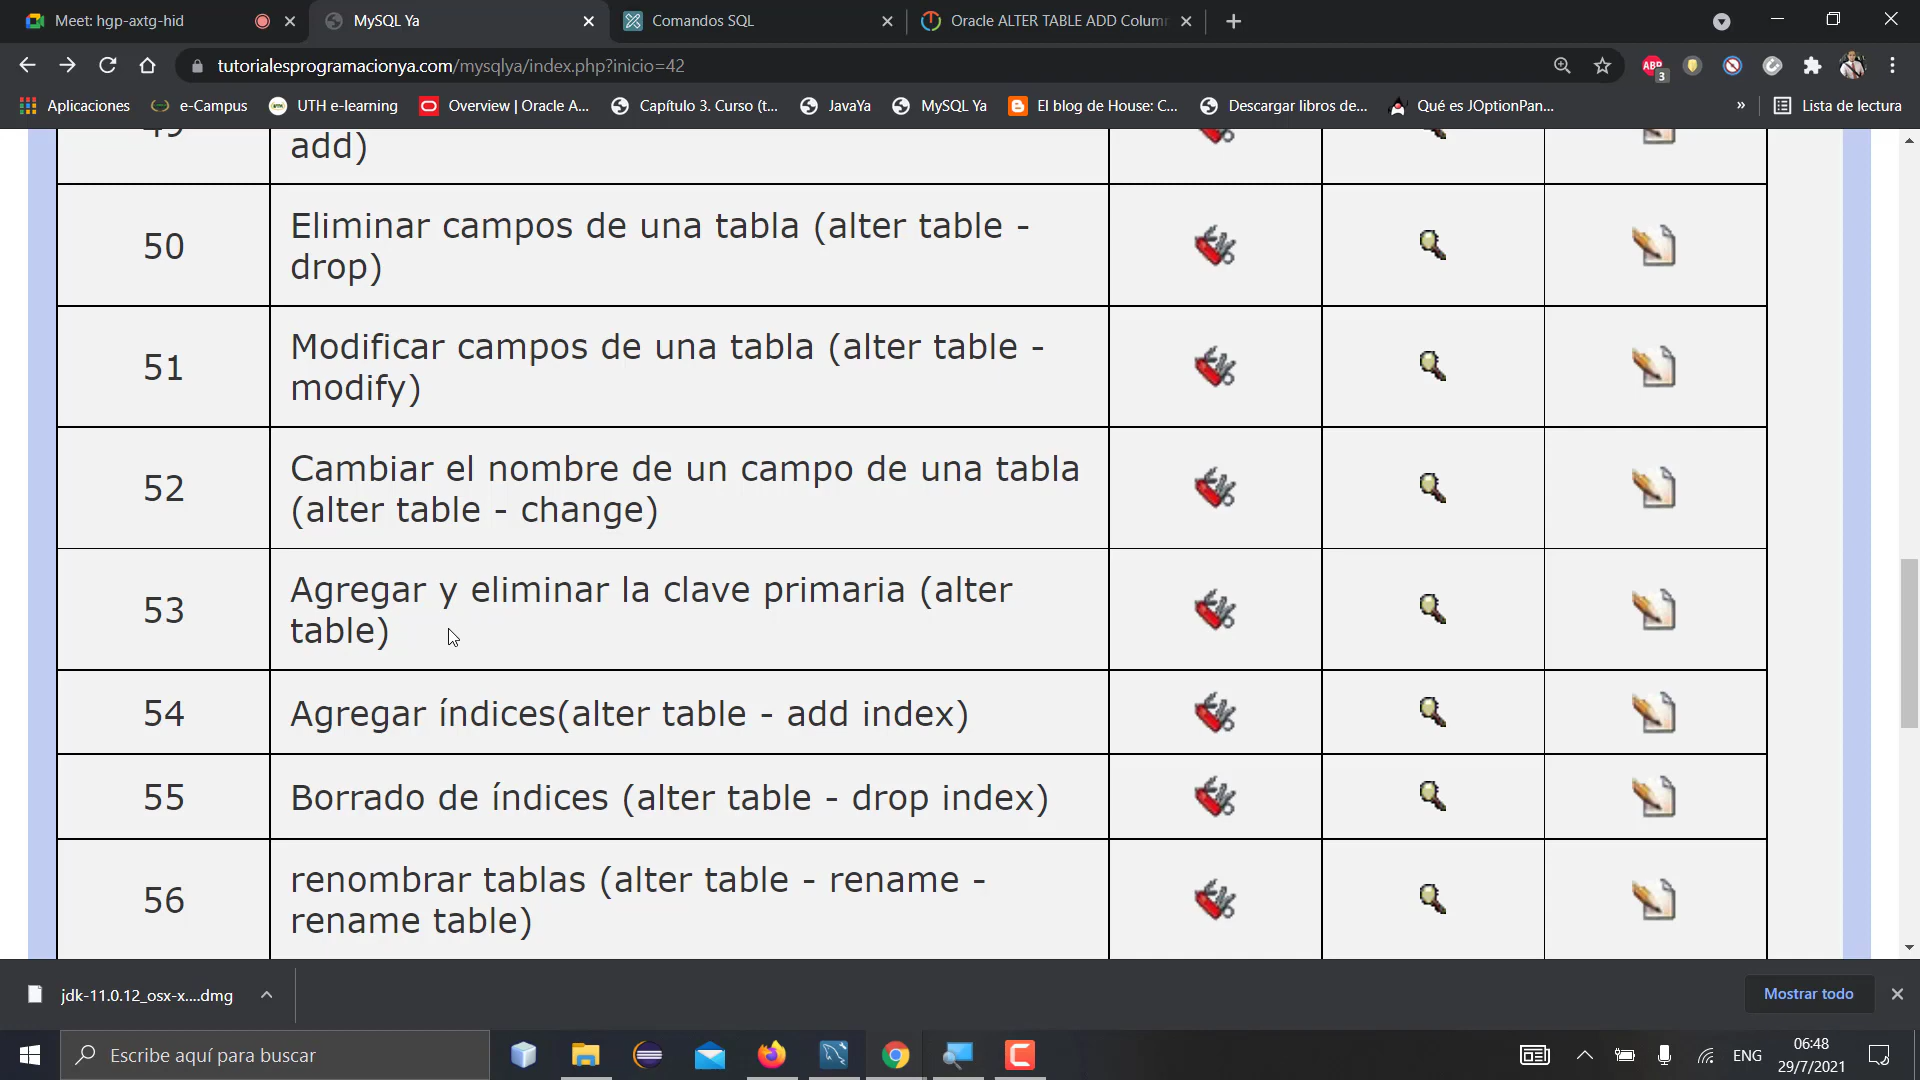 Meet: hgp-axtg-hid
MySQL Ya
Comandos SQL
Oracle ALTER TABLE ADD Colum
tutorialesprogramacionya.com/mysqlya/index.php?inicio=42
ABP
3
Aplicaciones
e-Campus
UTH e-learning
Overview | Oracle A...
Capítulo 3. Curso (t...
JavaYa
MySQL Ya
El blog de House: C...
Descargar libros de...
Qué es JOptionPan...
»
Lista de lectura
49
add)
50
Eliminar campos de una tabla (alter table -
drop)
51
Modificar campos de una tabla (alter table -
modify)
52
Cambiar el nombre de un campo de una tabla
(alter table - change)
53
Agregar y eliminar la clave primaria (alter
table)
54
Agregar índices(alter table - add index)
55
Borrado de índices (alter table - drop index)
56
renombrar tablas (alter table - rename -
rename table)
jdk-11.0.12_osx-x....dmg
Mostrar todo
Escribe aquí para buscar
ENG
06:48
29/7/2021